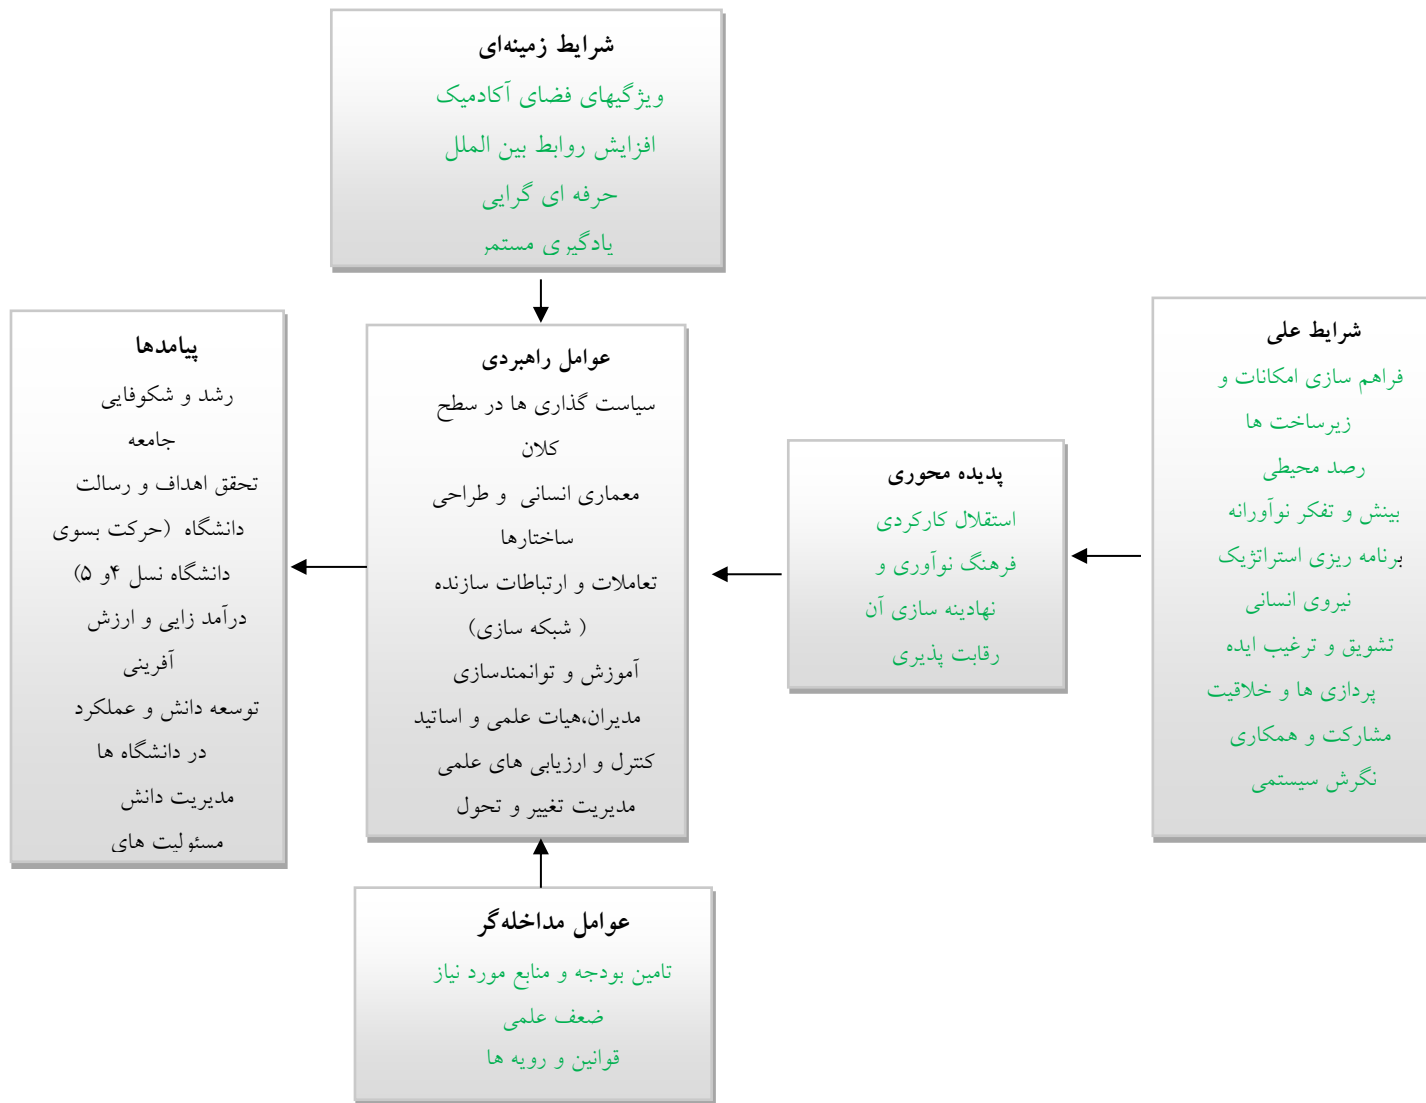 شرایط زمینه‌ای
ویژگیهای فضای آکادمیک
افزایش روابط بین الملل
حرفه ای گرایی
یادگیری مستمر
شرایط علی
فراهم سازی امکانات و
زیرساخت ها
رصد محیطی
بینش و تفکر نوآورانه
برنامه ریزی استراتژیک
نیروی انسانی
تشویق و ترغیب ایده
پردازی ها و خلاقیت
مشارکت و همکاری
نگرش سیستمی
پدیده محوری
استقلال کارکردی
فرهنگ نوآوری و
نهادینه سازی آن
رقابت پذیری
عوامل راهبردی
سیاست گذاری ها در سطح
کلان
معماری انسانی و طراحی
ساختارها
تعاملات و ارتباطات سازنده
( شبکه سازی)
آموزش و توانمندسازی
مدیران،هیات علمی و اساتید
کنترل و ارزیابی های علمی
مدیریت تغییر و تحول
پیامدها
رشد و شکوفایی
جامعه
تحقق اهداف و رسالت
دانشگاه (حرکت بسوی
دانشگاه نسل ۴و ۵)
درآمد زایی و ارزش
آفرینی
توسعه دانش و عملکرد
در دانشگاه ها
مدیریت دانش
مسئولیت های
عوامل مداخله‌گر
تامین بودجه و منابع مورد نیاز
ضعف علمی
قوانین و رویه ها